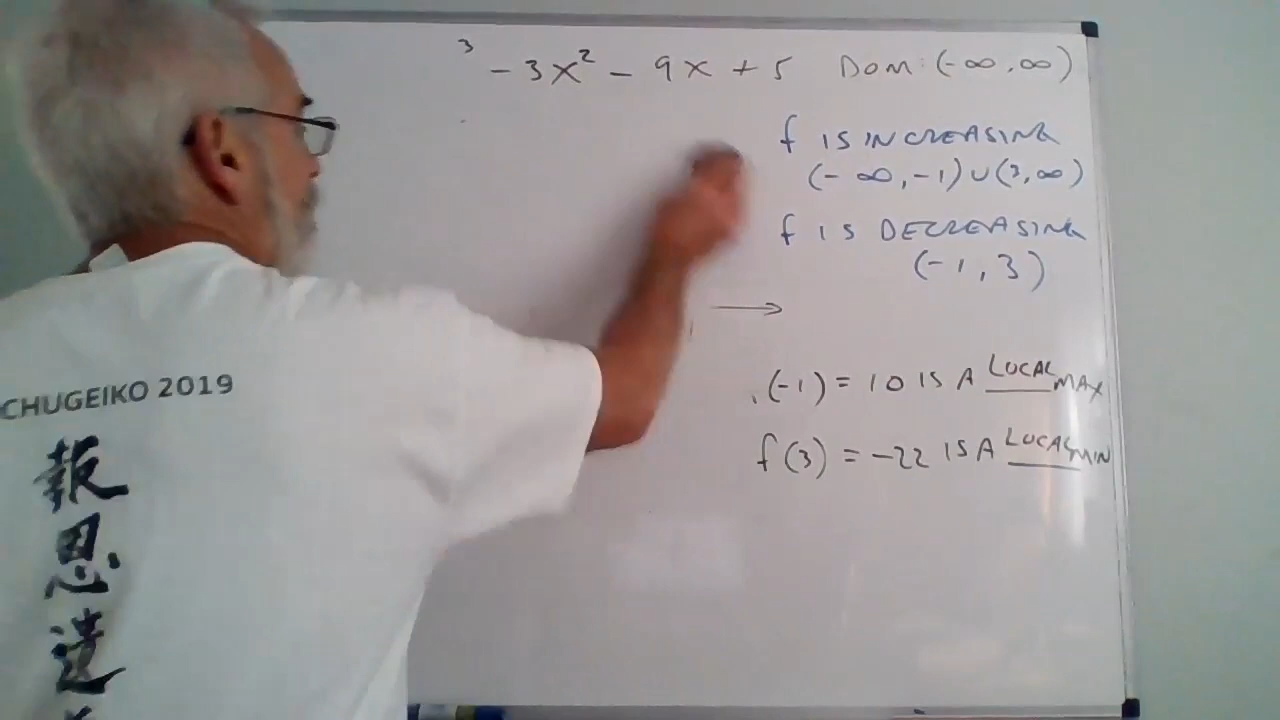 3 - 3x² - 9x + 5 DOM: (-∞, ∞)
f IS INCREASING
(-∞, -1) ∪ (3, ∞)
f IS DECREASING
(-1, 3)
→
(-1) = 10 IS A LOCAL MAX
f(3) = -22 IS A LOCAL MIN
CHUGEIKO 2019
報
恩
遣